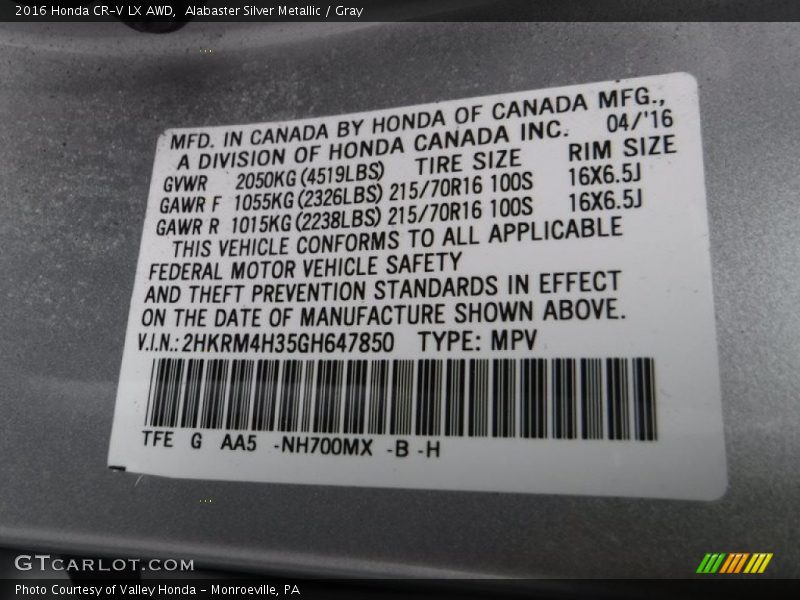 2016 Honda CR-V LX AWD,  Alabaster Silver Metallic / Gray
MFD. IN CANADA BY HONDA OF CANADA MFG.,
A DIVISION OF HONDA CANADA INC. 04/'16
GVWR 2050KG (4519LBS) TIRE SIZE RIM SIZE
GAWR F 1055KG (2326LBS) 215/70R16 100S 16X6.5J
GAWR R 1015KG (2238LBS) 215/70R16 100S 16X6.5J
THIS VEHICLE CONFORMS TO ALL APPLICABLE
FEDERAL MOTOR VEHICLE SAFETY
AND THEFT PREVENTION STANDARDS IN EFFECT
ON THE DATE OF MANUFACTURE SHOWN ABOVE.
V.I.N.: 2HKRM4H35GH647850 TYPE: MPV
TFE G AA5 -NH700MX -B -H
GTCARLOT.COM
Photo Courtesy of Valley Honda - Monroeville, PA